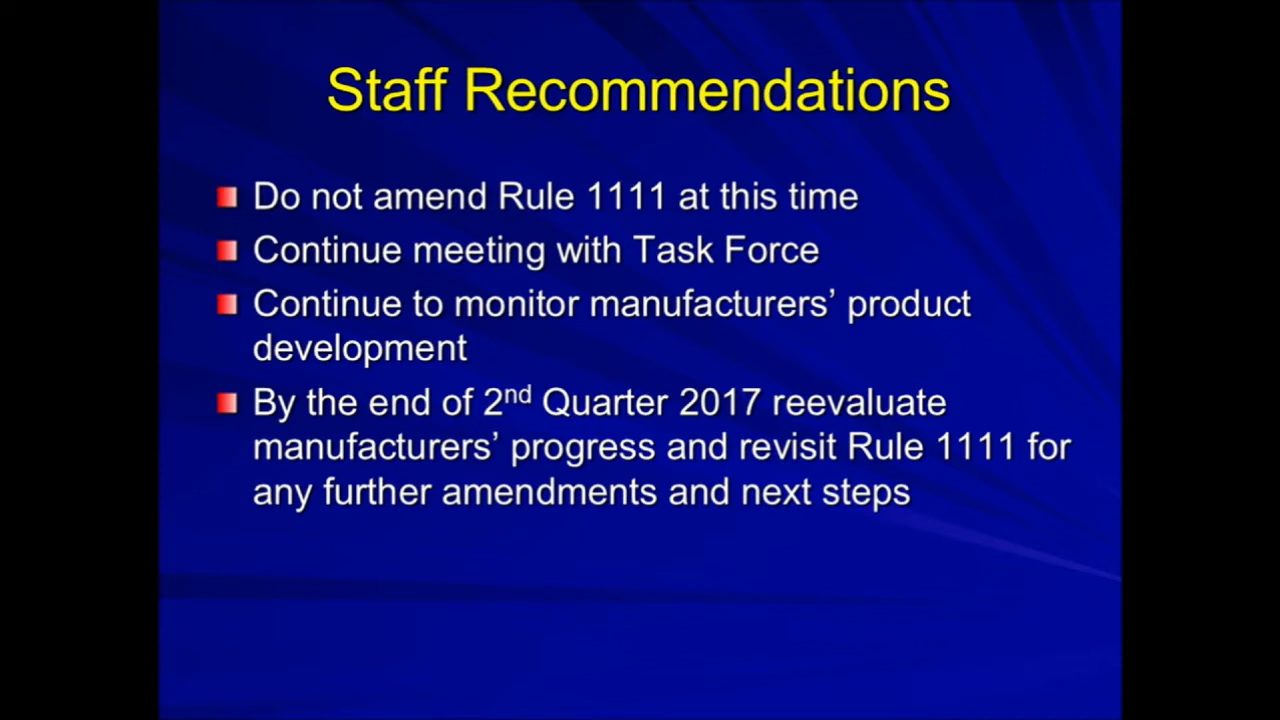 Staff Recommendations
Do not amend Rule 1111 at this time
Continue meeting with Task Force
Continue to monitor manufacturers’ product
development
By the end of 2nd Quarter 2017 reevaluate
manufacturers’ progress and revisit Rule 1111 for
any further amendments and next steps